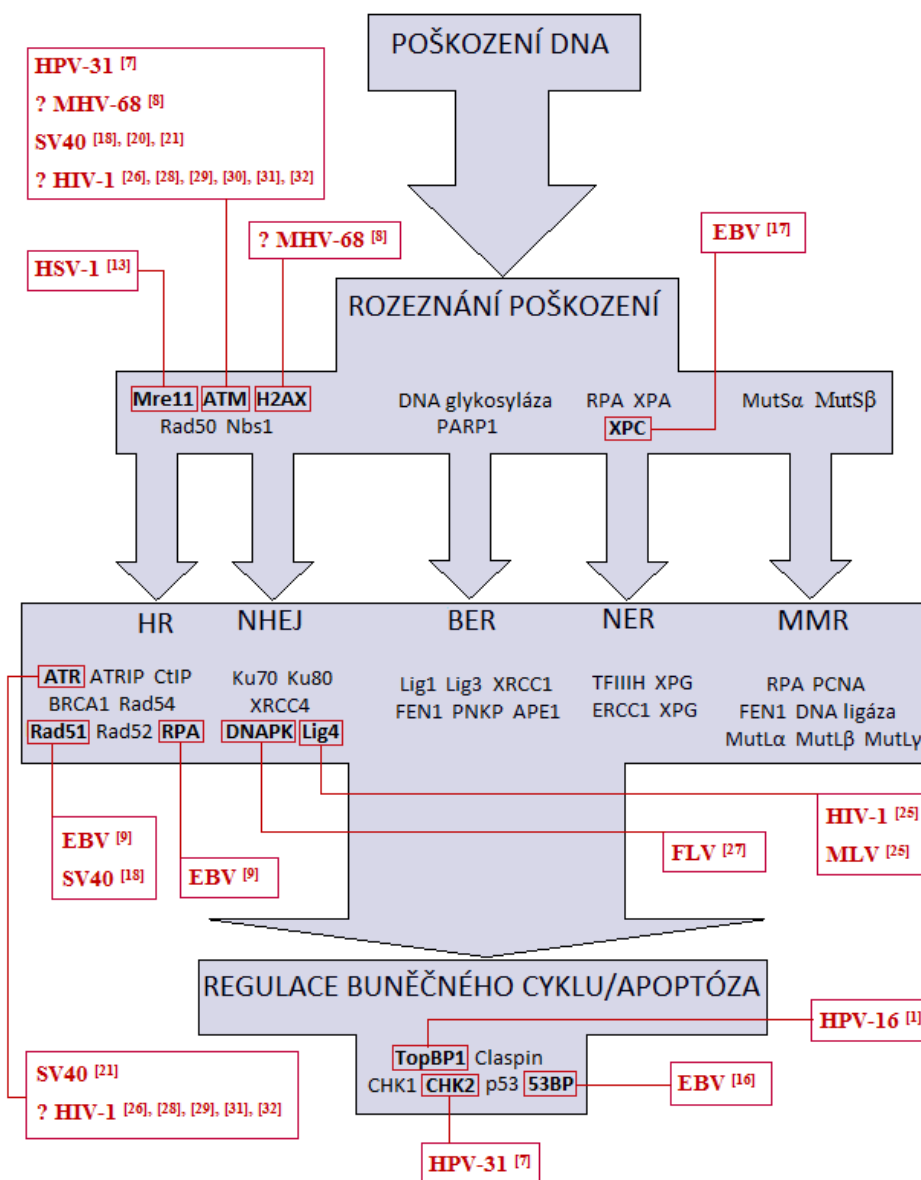 POŠKOZENÍ DNA
HPV-31 [7]
? MHV-68 [8]
SV40 [18], [20], [21]
? HIV-1 [26], [28], [29], [30], [31], [32]
? MHV-68 [8]
EBV [17]
HSV-1 [13]
ROZEZNÁNÍ POŠKOZENÍ
Mre11 ATM H2AX
Rad50 Nbs1
DNA glykosyláza
PARP1
RPA XPA
XPC
MutSα MutSβ
HR
ATR ATRIP CtIP
BRCA1 Rad54
Rad51 Rad52 RPA
NHEJ
Ku70 Ku80
XRCC4
DNAPK Lig4
BER
Lig1 Lig3 XRCC1
FEN1 PNKP APE1
NER
TFIIIH XPG
ERCC1 XPG
MMR
RPA PCNA
FEN1 DNA ligáza
MutLα MutLβ MutLγ
EBV [9]
SV40 [18]
EBV [9]
FLV [27]
HIV-1 [25]
MLV [25]
REGULACE BUNĚČNÉHO CYKLU/APOPTÓZA
HPV-16 [1]
TopBP1 Claspin
CHK1 CHK2 p53 53BP
EBV [16]
SV40 [21]
? HIV-1 [26], [28], [29], [31], [32]
HPV-31 [7]